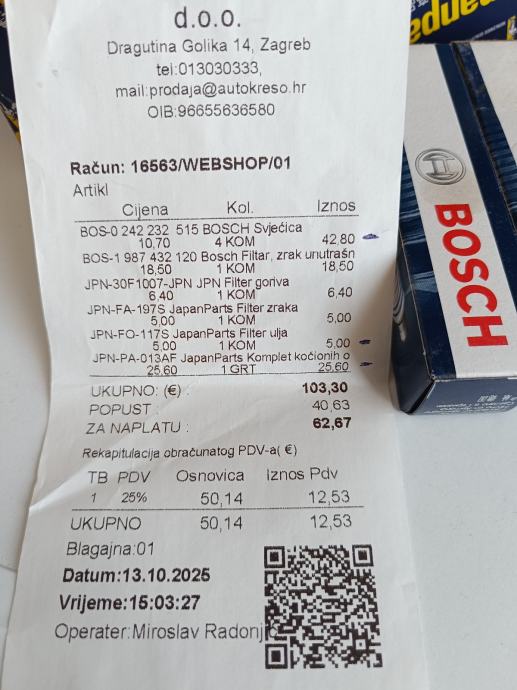 d.o.o.
Dragutina Golika 14, Zagreb
tel:013030333,
mail:prodaja@autokreso.hr
OIB:96655636580
Račun: 16563/WEBSHOP/01
Artikl
Cijena Kol. Iznos
BOS-0 242 232 515 BOSCH Svjećica
10,70 4 KOM 42,80
BOS-1 987 432 120 Bosch Filtar, zrak unutrašn
18,50 1 KOM 18,50
JPN-30F1007-JPN JPN Filter goriva
6,40 1 KOM 6,40
JPN-FA-197S JapanParts Filter zraka
5,00 1 KOM 5,00
JPN-FO-117S JapanParts Filter ulja
5,00 1 KOM 5,00
JPN-PA-013AF JapanParts Komplet kočionih o
25,60 1 GRT 25,60
UKUPNO: (€) : 103,30
POPUST : 40,63
ZA NAPLATU : 62,67
Rekapitulacija obračunatog PDV-a( €)
TB PDV Osnovica Iznos Pdv
1 25% 50,14 12,53
UKUPNO 50,14 12,53
Blagajna:01
Datum:13.10.2025
Vrijeme:15:03:27
Operater:Miroslav Radonjić
BOSCH